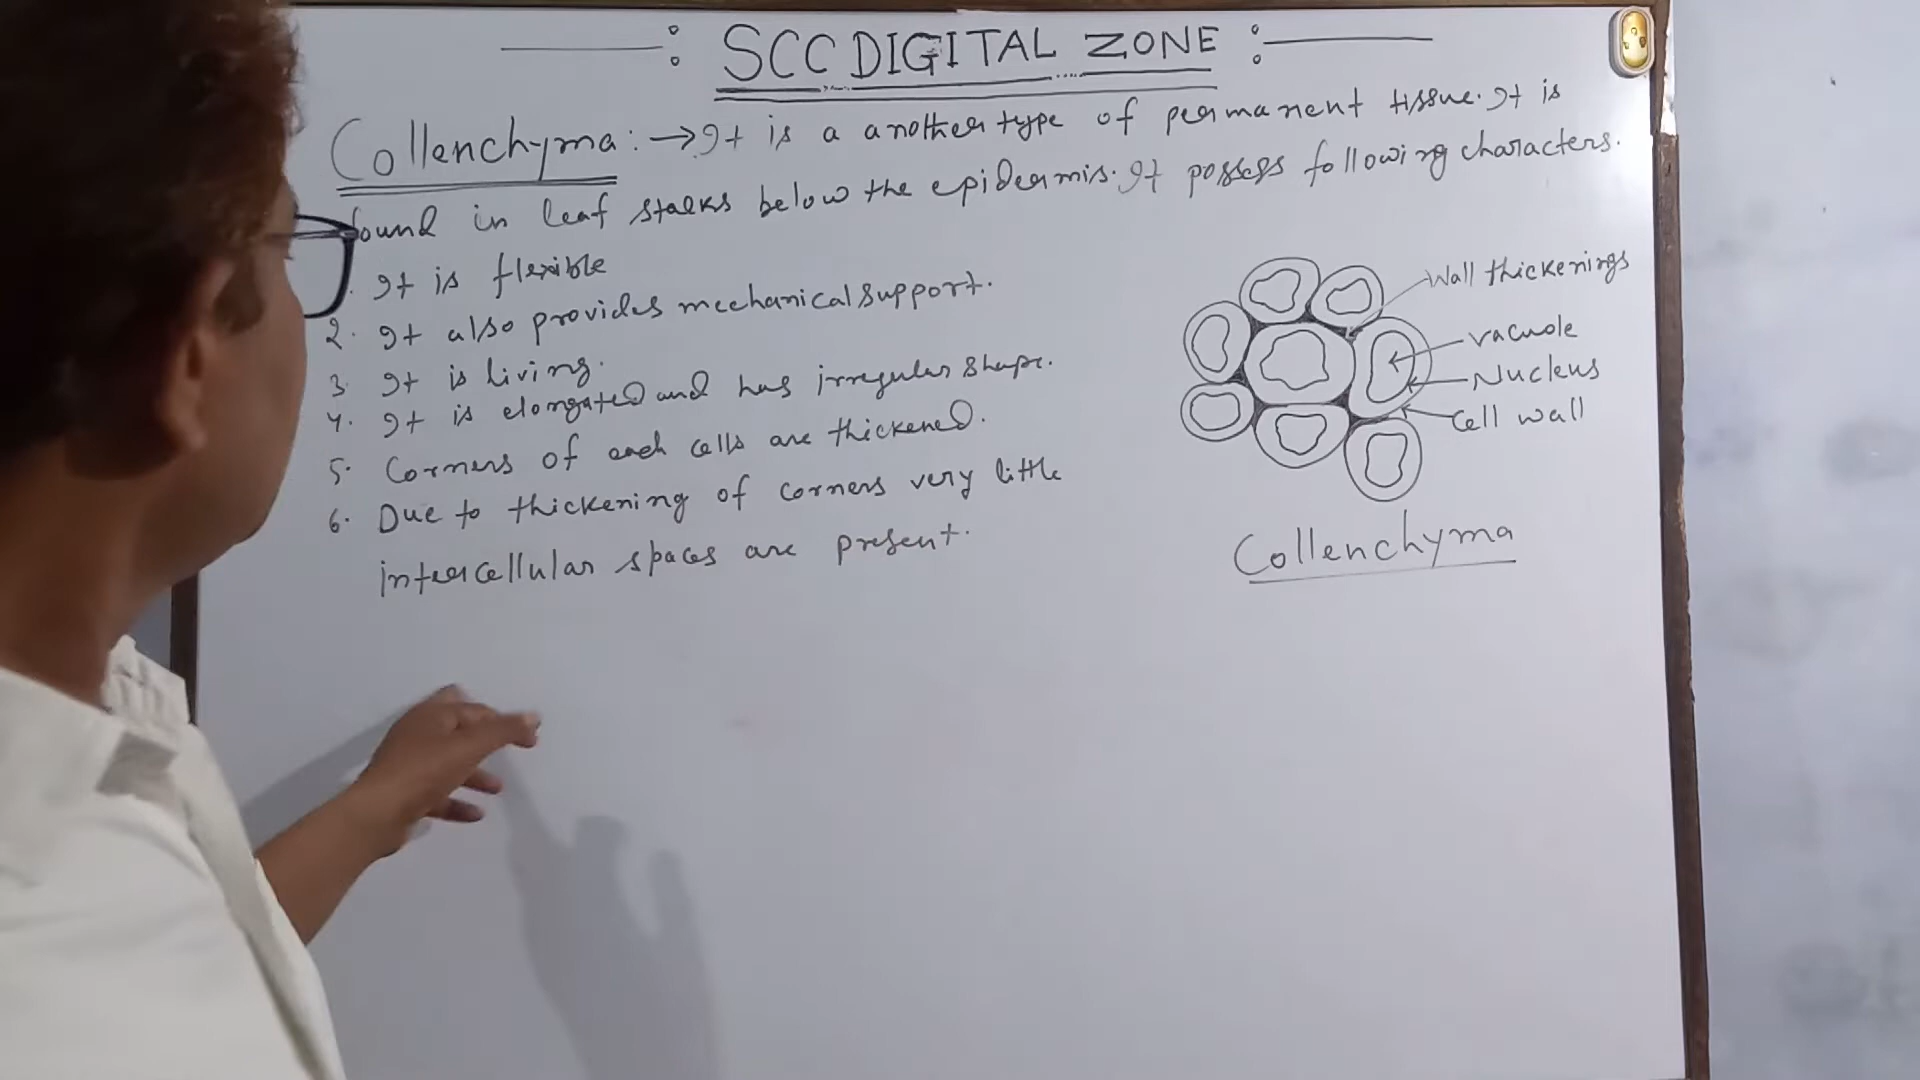 SCC DIGITAL ZONE
Collenchyma: → It is a another type of permanent tissue. It is
found in leaf stalks below the epidermis. It possess following characters.
It is flexible
2. It also provides mechanical support.
3. It is living.
4. It is elongated and has irregular shape.
5. Corners of each cells are thickened.
6. Due to thickening of corners very little
intercellular spaces are present.
Wall thickenings
Vacuole
Nucleus
Cell wall
Collenchyma